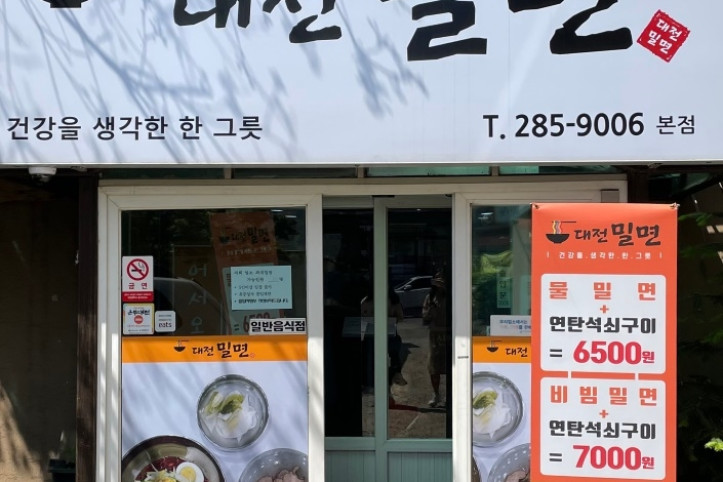 대전 밀면
대전
밀면
건강을 생각한 한 그릇
T. 285-9006 본점
금연
eats
일반음식점
대전 밀면
대전 밀면
건강을 생각한 한 그릇
물 밀 면
+
연탄석쇠구이
= 6500원
비 빔 밀 면
+
연탄석쇠구이
= 7000원